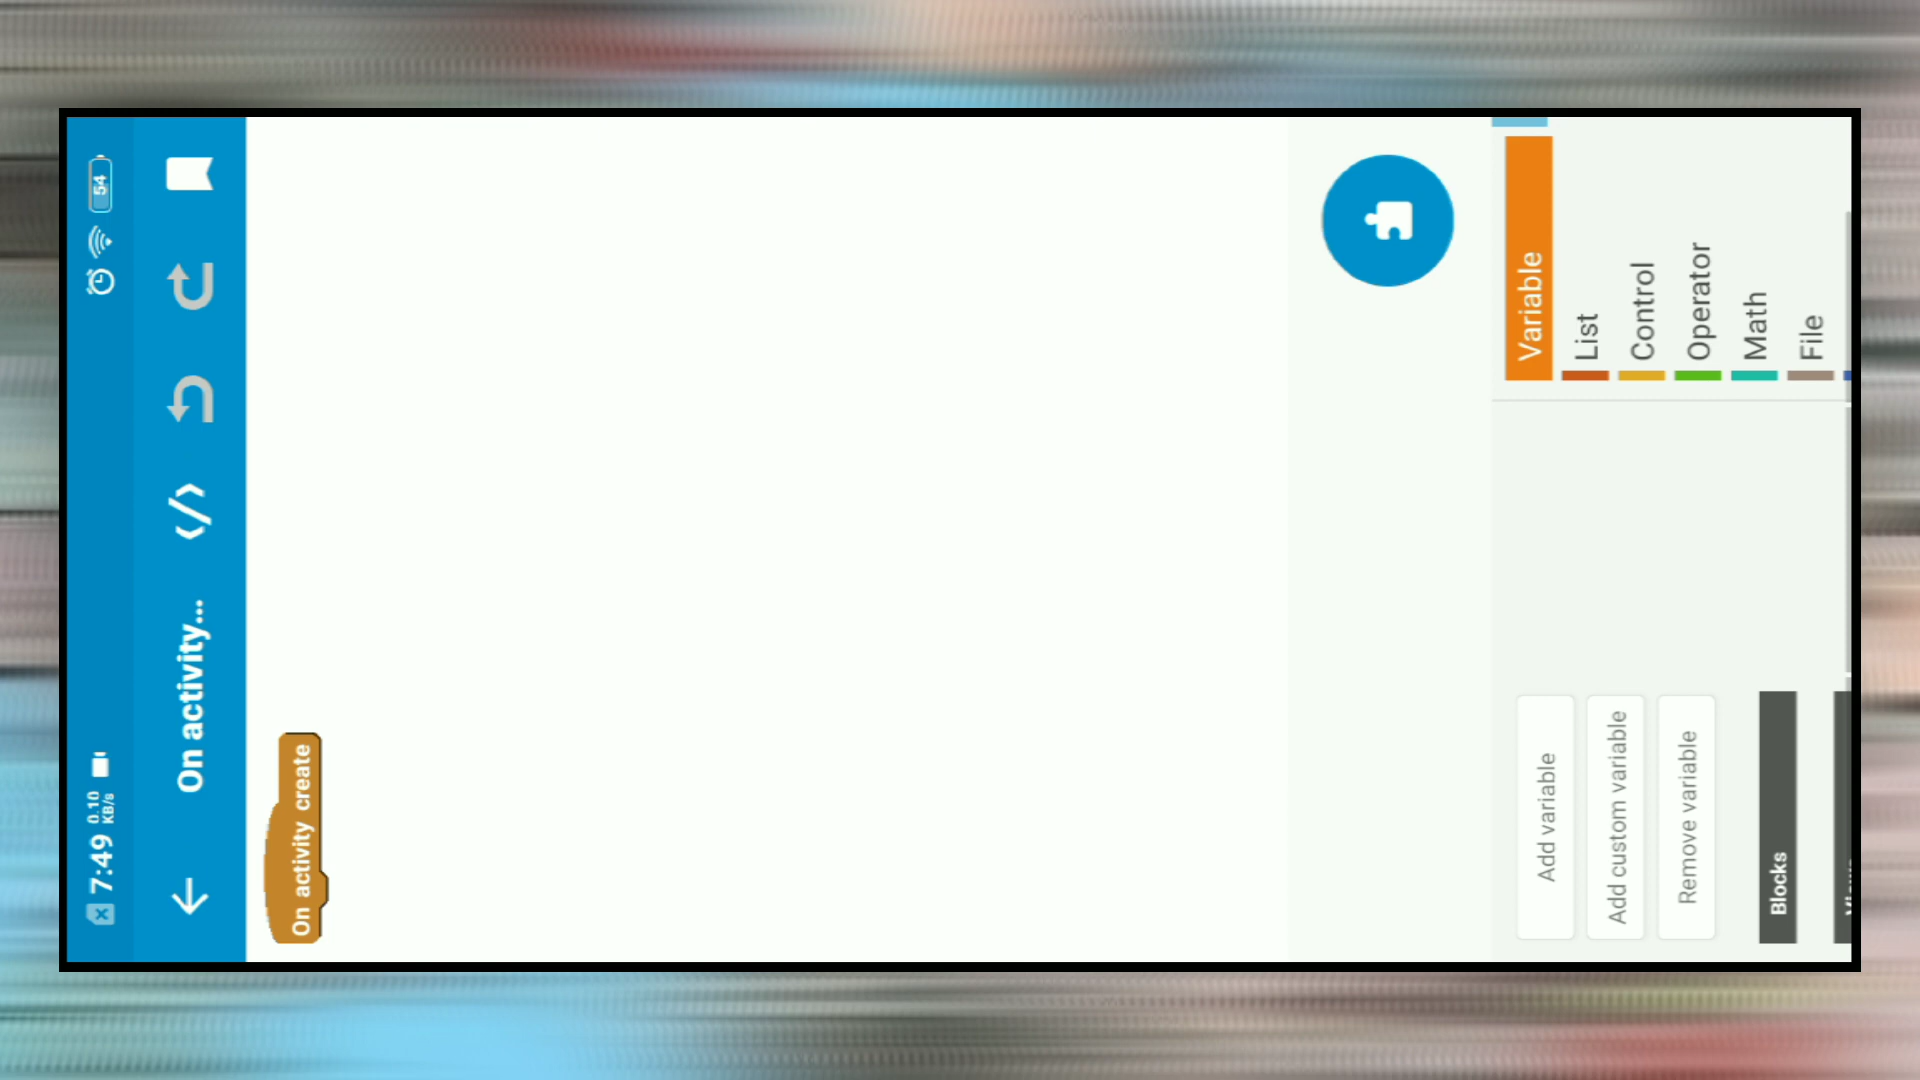 7:49
0.10
KB/s
54
On activity...
</>
On activity create
Variable
List
Control
Operator
Math
File
Add variable
Add custom variable
Remove variable
Blocks